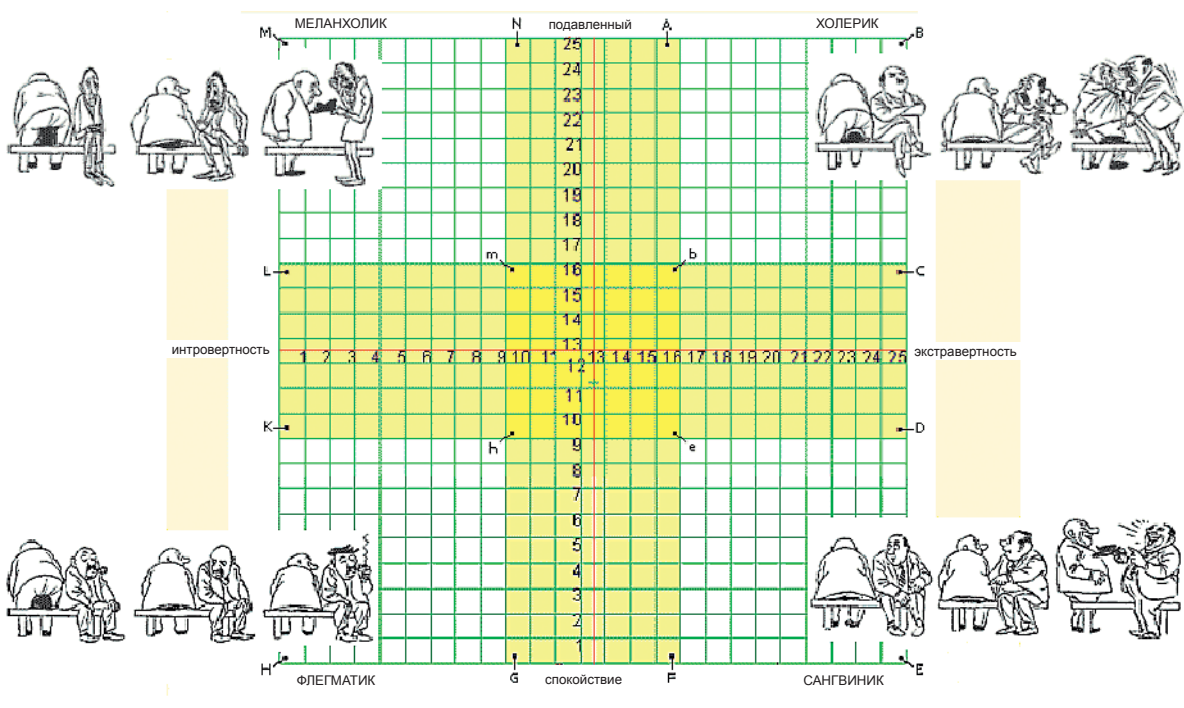 МЕЛАНХОЛИК
N
подавленный
A
ХОЛЕРИК
M
B
25
24
23
22
21
20
19
18
17
m
b
L
16
C
15
14
13
интровертность
1 2 3 4 5 6 7 8 9 10 11 13 14 15 16 17 18 19 20 21 22 23 24 25
экстравертность
12
11
10
K
D
h
9
e
8
7
6
5
4
3
2
1
H
E
G
F
ФЛЕГМАТИК
спокойствие
САНГВИНИК